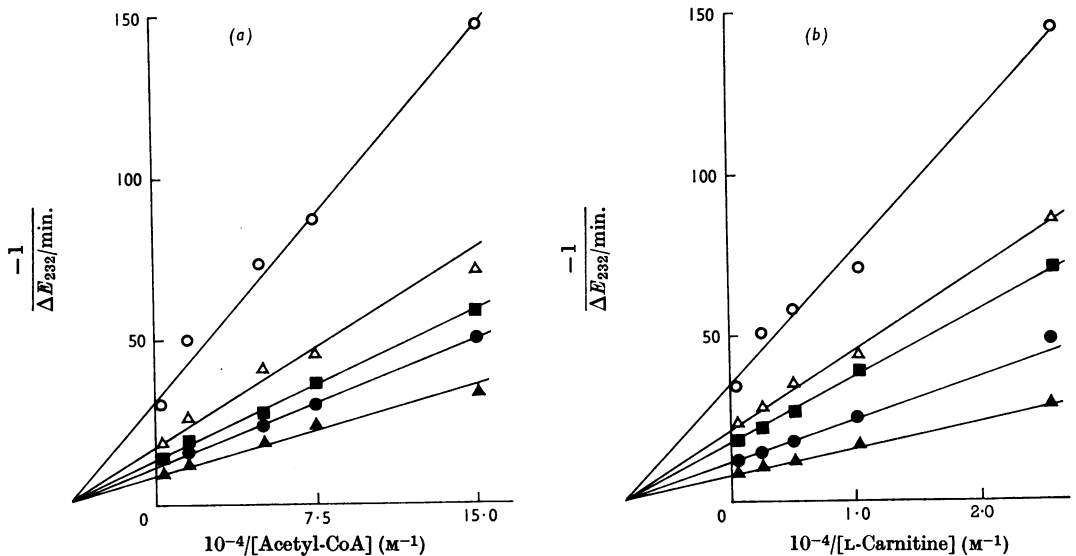 (a)
150
100
50
0
7·5
15·0
−1
ΔE232/min.
10−4/[Acetyl-CoA] (M−1)
(b)
150
100
50
0
1·0
2·0
−1
ΔE232/min.
10−4/[L-Carnitine] (M−1)